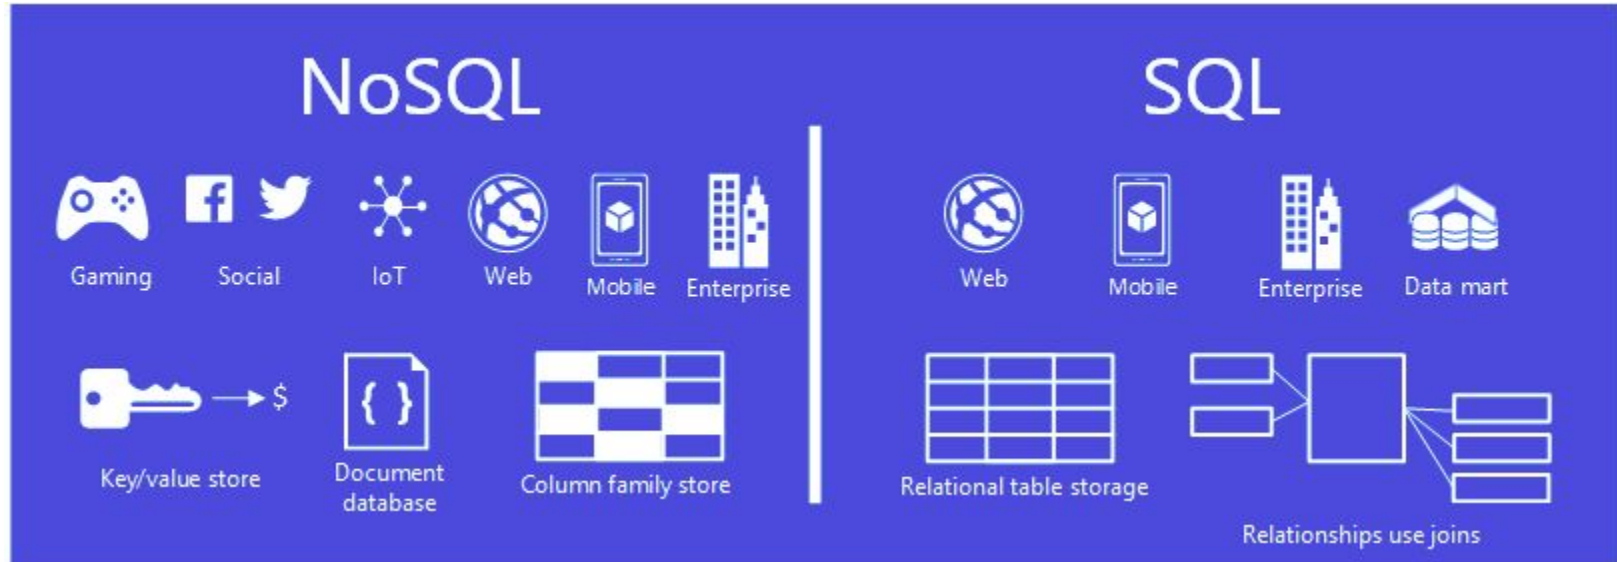 NoSQL
SQL
Gaming
Social
IoT
Web
Mobile
Enterprise
Web
Mobile
Enterprise
Data mart
$
{ }
Key/value store
Document
database
Column family store
Relational table storage
Relationships use joins